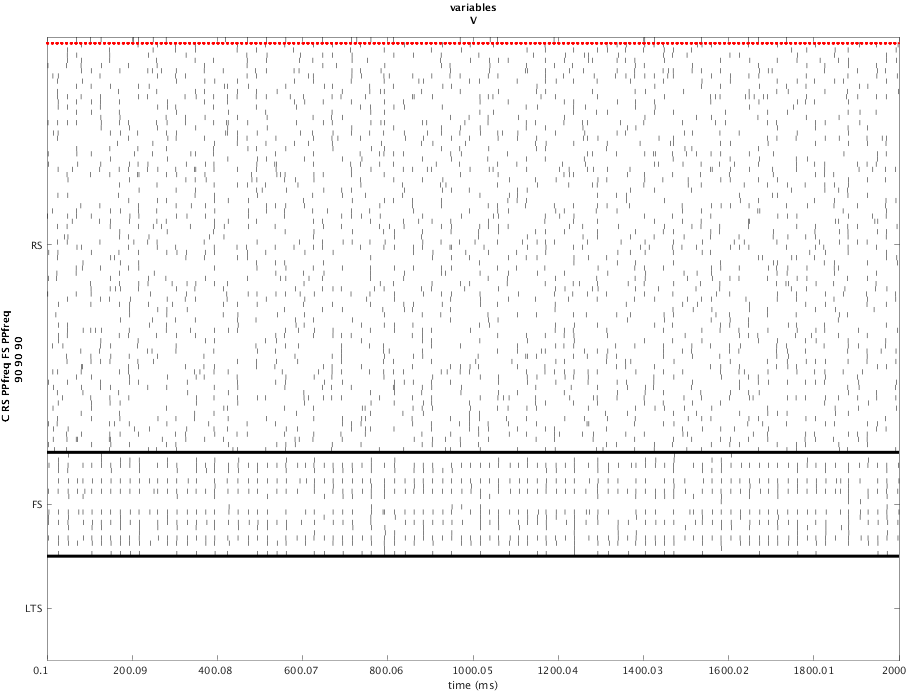 variables
V
C RS PPfreq FS PPfreq
90 90 90
RS
FS
LTS
0.1 200.09 400.08 600.07 800.06 1000.05 1200.04 1400.03 1600.02 1800.01 2000
time (ms)